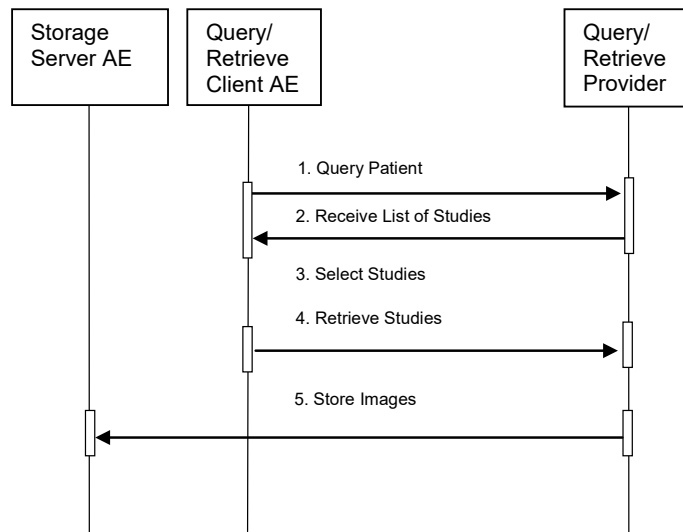 Storage
Server AE
Query/
Retrieve
Client AE
Query/
Retrieve
Provider
1. Query Patient
2. Receive List of Studies
3. Select Studies
4. Retrieve Studies
5. Store Images